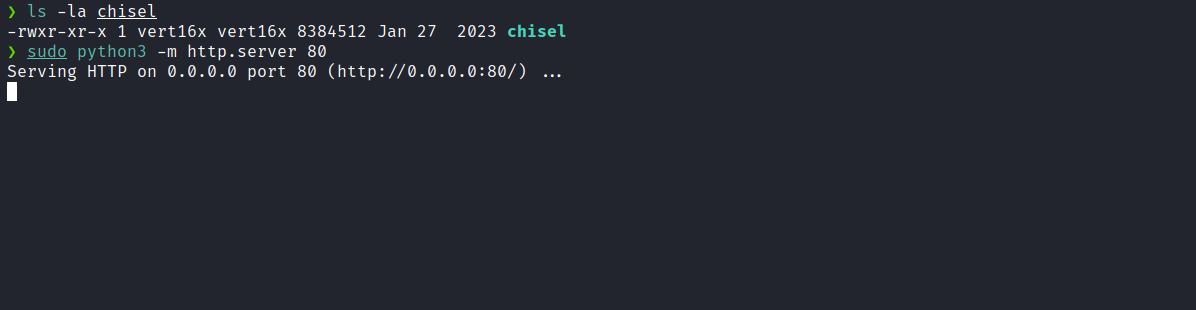 ❯ ls -la chisel
-rwxr-xr-x 1 vert16x vert16x 8384512 Jan 27  2023 chisel
❯ sudo python3 -m http.server 80
Serving HTTP on 0.0.0.0 port 80 (http://0.0.0.0:80/) ...